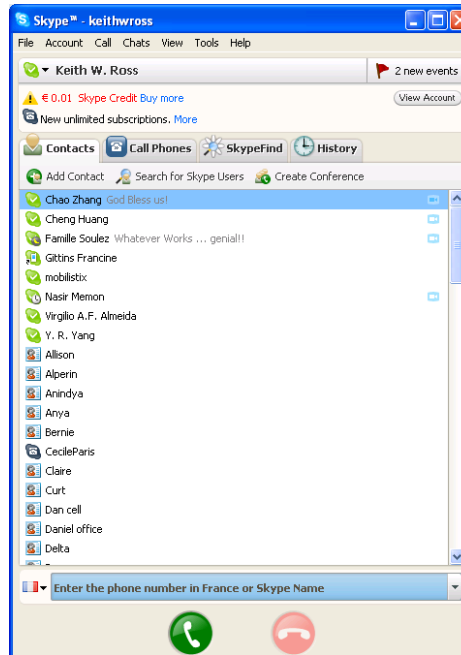 Skype™ - keithwross
File Account Call Chats View Tools Help
Keith W. Ross 2 new events
€ 0.01 Skype Credit Buy more View Account
New unlimited subscriptions. More
Contacts Call Phones SkypeFind History
Add Contact Search for Skype Users Create Conference
Chao Zhang God Bless us!
Cheng Huang
Famille Soulez Whatever Works ... genial!!
Gittins Francine
mobilistix
Nasir Memon
Virgilio A.F. Almeida
Y. R. Yang
Allison
Alperin
Anindya
Anya
Bernie
CecileParis
Claire
Curt
Dan cell
Daniel office
Delta
Enter the phone number in France or Skype Name